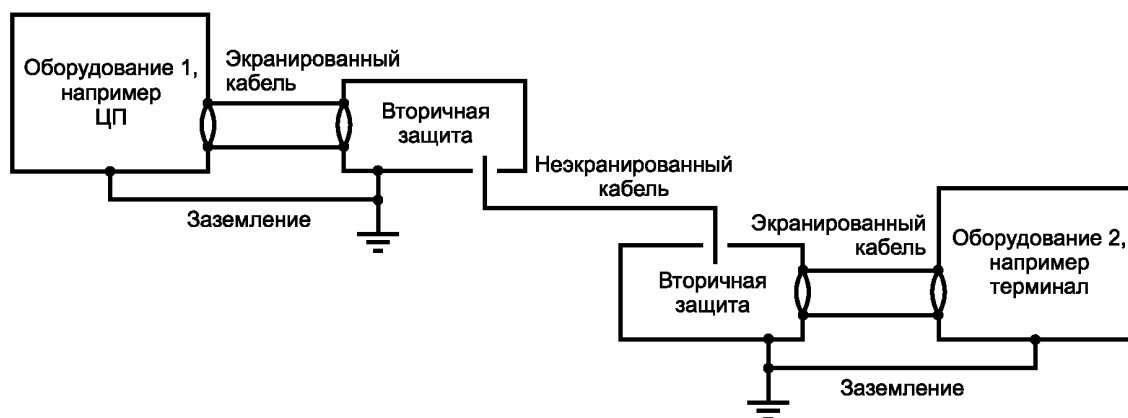 Оборудование 1,
например
ЦП
Экранированный
кабель
Вторичная
защита
Заземление
Неэкранированный
кабель
Вторичная
защита
Экранированный
кабель
Оборудование 2,
например
терминал
Заземление